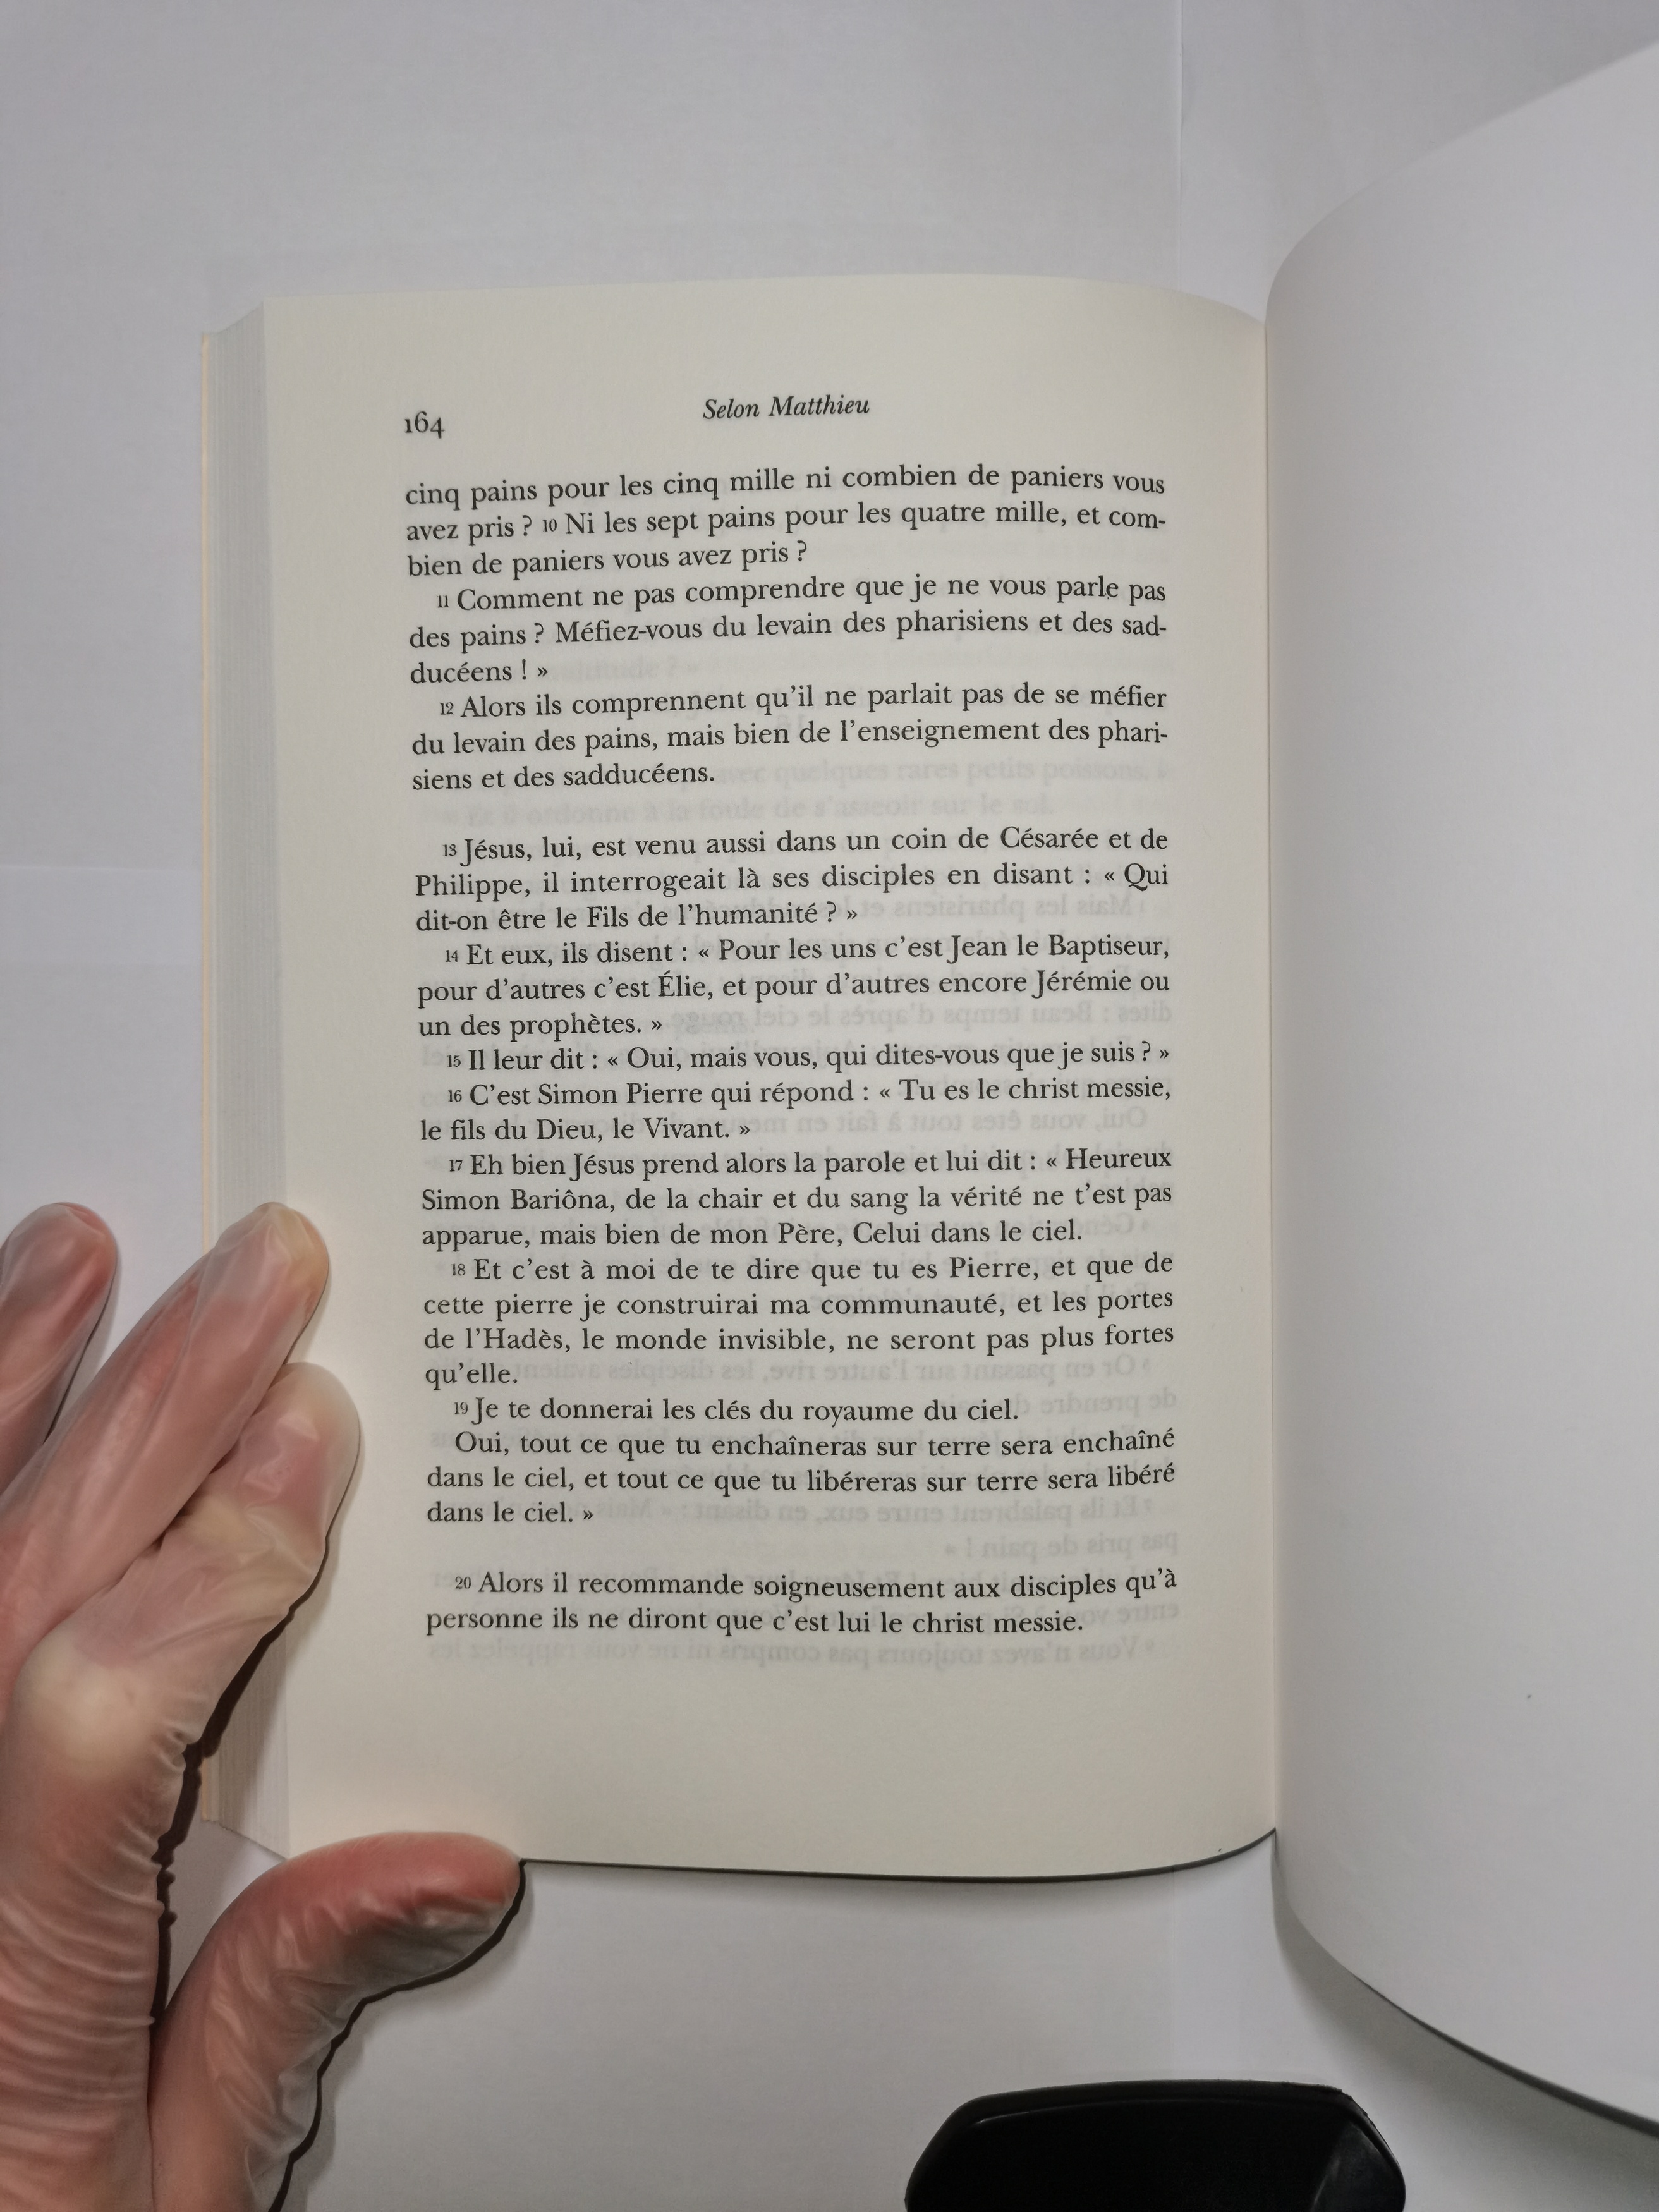 164
Selon Matthieu
cinq pains pour les cinq mille ni combien de paniers vous
avez pris ? 10 Ni les sept pains pour les quatre mille, et com-
bien de paniers vous avez pris ?
11 Comment ne pas comprendre que je ne vous parle pas
des pains ? Méfiez-vous du levain des pharisiens et des sad-
ducéens ! »
12 Alors ils comprennent qu'il ne parlait pas de se méfier
du levain des pains, mais bien de l'enseignement des phari-
siens et des sadducéens.
13 Jésus, lui, est venu aussi dans un coin de Césarée et de
Philippe, il interrogeait là ses disciples en disant : « Qui
dit-on être le Fils de l'humanité ? »
14 Et eux, ils disent : « Pour les uns c'est Jean le Baptiseur,
pour d'autres c'est Élie, et pour d'autres encore Jérémie ou
un des prophètes. »
15 Il leur dit : « Oui, mais vous, qui dites-vous que je suis ? »
16 C'est Simon Pierre qui répond : « Tu es le christ messie,
le fils du Dieu, le Vivant. »
17 Eh bien Jésus prend alors la parole et lui dit : « Heureux
Simon Bariôna, de la chair et du sang la vérité ne t'est pas
apparue, mais bien de mon Père, Celui dans le ciel.
18 Et c'est à moi de te dire que tu es Pierre, et que de
cette pierre je construirai ma communauté, et les portes
de l'Hadès, le monde invisible, ne seront pas plus fortes
qu'elle.
19 Je te donnerai les clés du royaume du ciel.
Oui, tout ce que tu enchaîneras sur terre sera enchaîné
dans le ciel, et tout ce que tu libéreras sur terre sera libéré
dans le ciel. »
20 Alors il recommande soigneusement aux disciples qu'à
personne ils ne diront que c'est lui le christ messie.